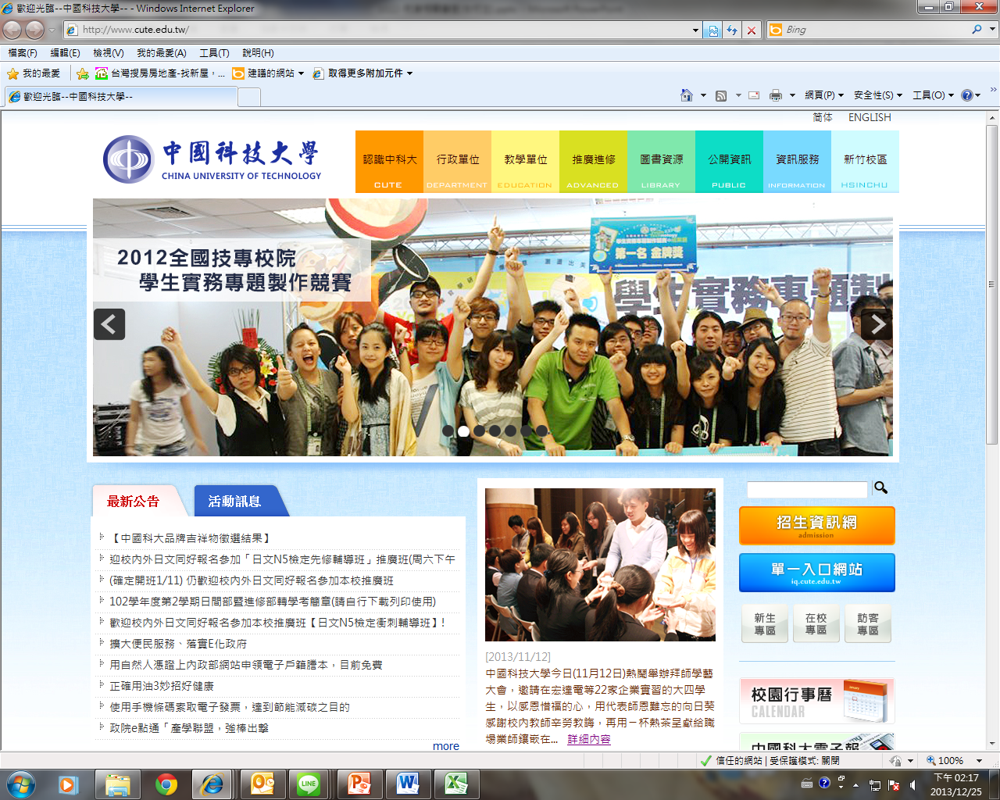 歡迎光臨--中國科技大學-- - Windows Internet Explorer
http://www.cute.edu.tw/
Bing
檔案(F) 編輯(E) 檢視(V) 我的最愛(A) 工具(T) 說明(H)
我的最愛 台灣搜房房地產-找新屋，... 建議的網站 取得更多附加元件
歡迎光臨--中國科技大學--
網頁(P) 安全性(S) 工具(O)
简体 ENGLISH
中國科技大學
CHINA UNIVERSITY OF TECHNOLOGY
認識中科大 行政單位 教學單位 推廣進修 圖書資源 公開資訊 資訊服務 新竹校區
CUTE DEPARTMENT EDUCATION ADVANCED LIBRARY PUBLIC INFORMATION HSINCHU
2012全國技專校院
學生實務專題製作競賽
第一名 金牌獎
學生實務專題製
最新公告 活動訊息
【中國科大品牌吉祥物徵選結果】
迎校內外日文同好報名參加「日文N5檢定先修輔導班」推廣班(周六下午
(確定開班1/11) 仍歡迎校內外日文同好報名參加本校推廣班
102學年度第2學期日間部暨進修部轉學考簡章(請自行下載列印使用)
歡迎校內外日文同好報名參加本校推廣班【日文N5檢定衝刺輔導班】!
擴大便民服務、落實E化政府
用自然人憑證上內政部網站申領電子戶籍謄本，目前免費
正確用油3妙招好健康
使用手機條碼索取電子發票，達到節能減碳之目的
政院e點通「產學聯盟，強棒出擊
more
[2013/11/12]
中國科技大學今日(11月12日)熱鬧舉辦拜師學藝
大會，邀請在宏達電等22家企業實習的大四學
生，以感恩惜福的心，用代表師恩難忘的向日葵
感謝校內教師辛勞教誨，再用一杯熱茶呈獻給職
場業師鑲嵌在... 詳細內容
招生資訊網
admission
單一入口網站
iq.cute.edu.tw
新生
專區
在校
專區
訪客
專區
校園行事曆
CALENDAR
January
中國科大電子報
信任的網站 | 受保護模式: 關閉
100%
LINE
下午 02:17
2013/12/25